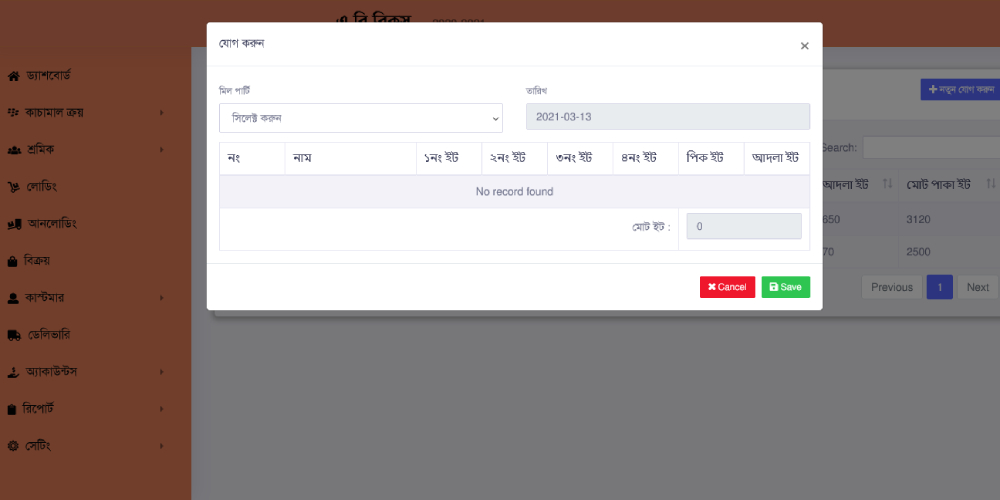 এ বি ব্রিকস 2020-2021
যোগ করুন ×
ড্যাশবোর্ড
কাচামাল ক্রয়
শ্রমিক
লোডিং
আনলোডিং
বিক্রয়
কাস্টমার
ডেলিভারি
অ্যাকাউন্টস
রিপোর্ট
সেটিং
মিল পার্টি
সিলেক্ট করুন
তারিখ
2021-03-13
নং নাম ১নং ইট ২নং ইট ৩নং ইট ৪নং ইট পিক ইট আদলা ইট
No record found
মোট ইট : 0
Cancel Save
নতুন যোগ করুন
Search:
আদলা ইট মোট পাকা ইট
650 3120
70 2500
Previous 1 Next